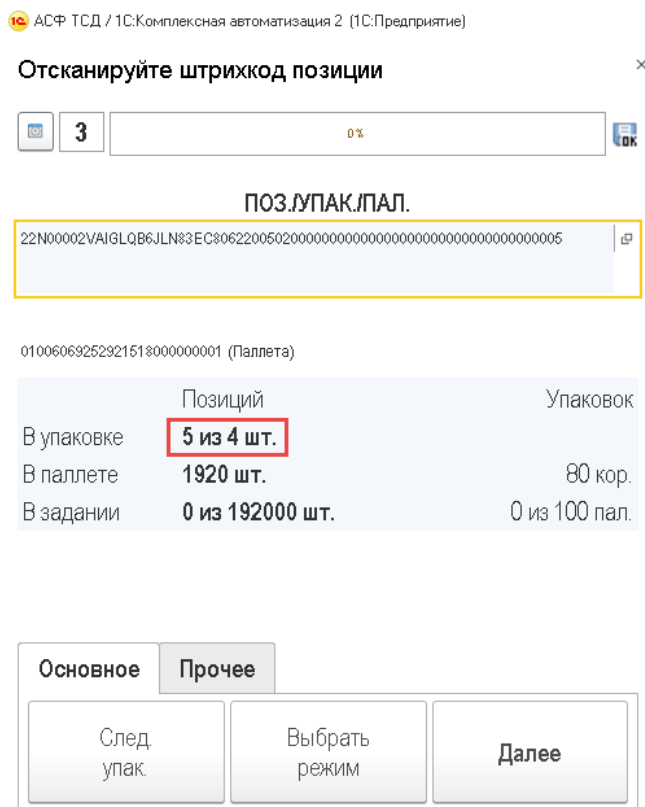 АСФ ТСД / 1С:Комплексная автоматизация 2 (1С:Предприятие)
Отсканируйте штрихкод позиции
3
0%
ПОЗ./УПАК./ПАЛ.
22N00002VAIGLQB6JLN83EC8062200502000000000000000000000000000000000005
01006069252921518000000001 (Паллета)
Позиций Упаковок
В упаковке 5 из 4 шт.
В паллете 1920 шт. 80 кор.
В задании 0 из 192000 шт. 0 из 100 пал.
Основное Прочее
След. упак. Выбрать режим Далее